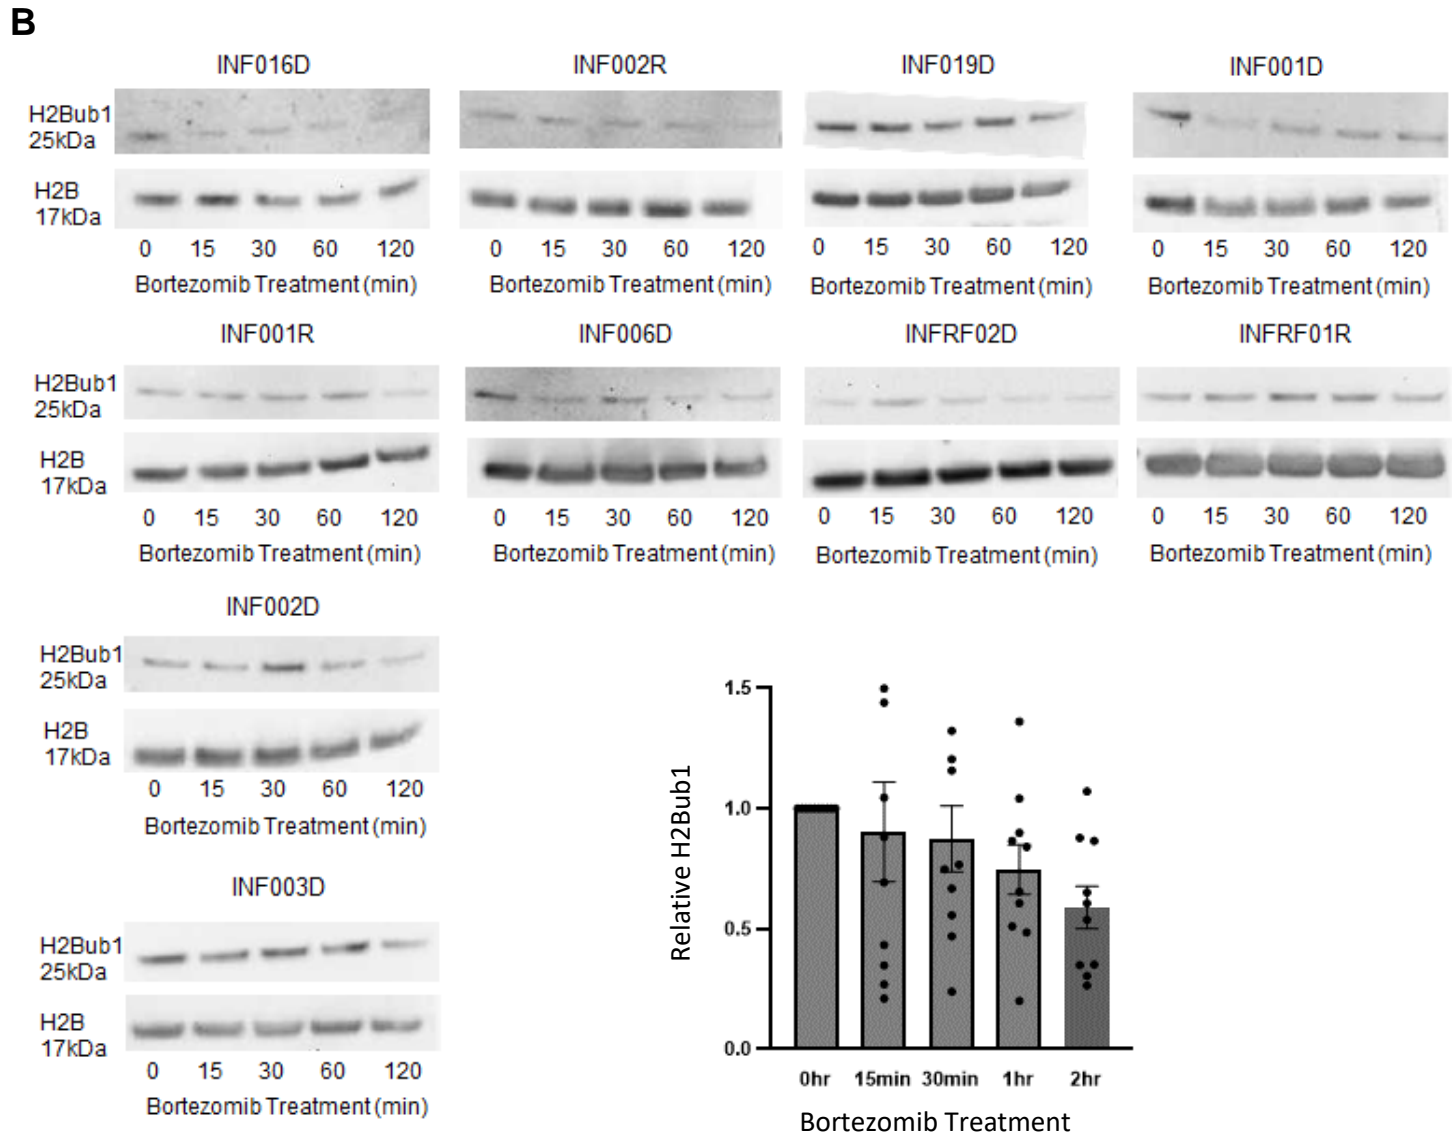 B
INF016D
H2Bub1
25kDa
H2B
17kDa
0 15 30 60 120
Bortezomib Treatment (min)
INF002R
0 15 30 60 120
Bortezomib Treatment (min)
INF019D
0 15 30 60 120
Bortezomib Treatment (min)
INF001D
0 15 30 60 120
Bortezomib Treatment (min)
INF001R
H2Bub1
25kDa
H2B
17kDa
0 15 30 60 120
Bortezomib Treatment (min)
INF006D
0 15 30 60 120
Bortezomib Treatment (min)
INFRF02D
0 15 30 60 120
Bortezomib Treatment (min)
INFRF01R
0 15 30 60 120
Bortezomib Treatment (min)
INF002D
H2Bub1
25kDa
H2B
17kDa
0 15 30 60 120
Bortezomib Treatment (min)
INF003D
H2Bub1
25kDa
H2B
17kDa
0 15 30 60 120
Bortezomib Treatment (min)
Relative H2Bub1
1.5
1.0
0.5
0.0
0hr 15min 30min 1hr 2hr
Bortezomib Treatment